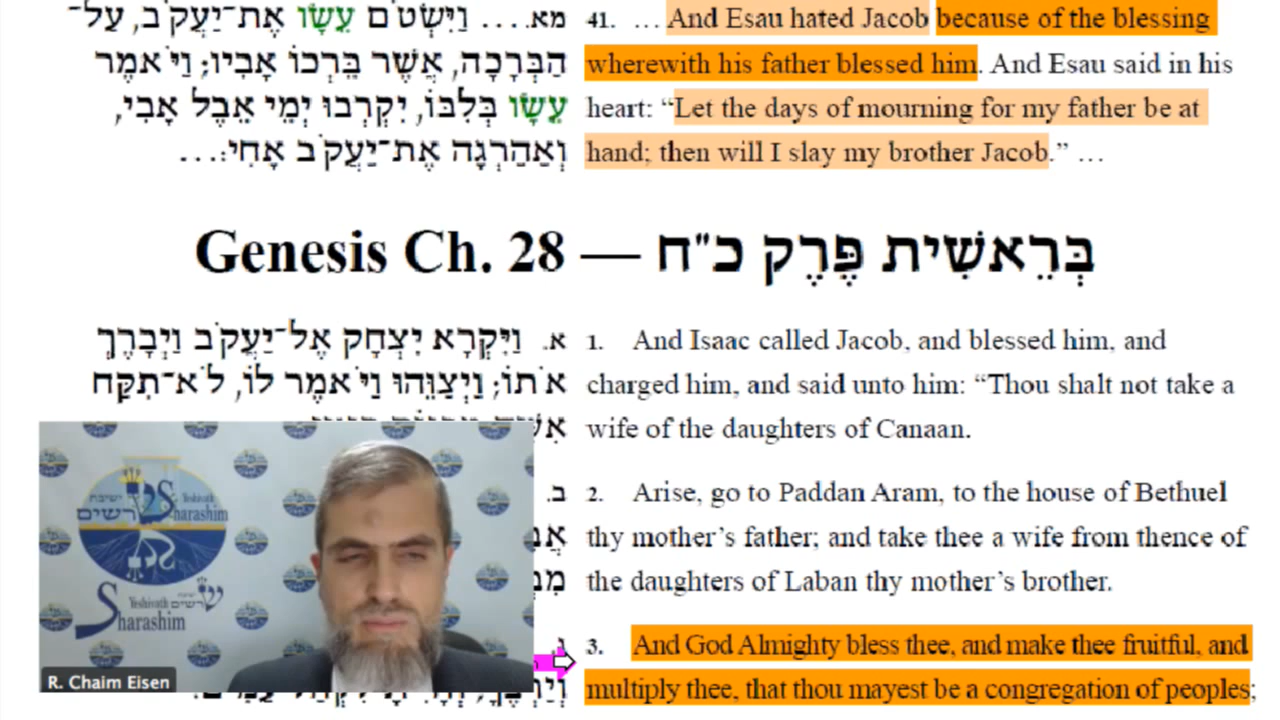 מא. ... וַיִּשְׂטֹם עֵשָׂו אֶת־יַעֲקֹב, עַל־
הַבְּרָכָה, אֲשֶׁר בֵּרְכוֹ אָבִיו; וַיֹּאמֶר
עֵשָׂו בְּלִבּוֹ, יִקְרְבוּ יְמֵי אֵבֶל אָבִי,
וְאַהַרְגָה אֶת־יַעֲקֹב אָחִי:...
41. ... And Esau hated Jacob because of the blessing
wherewith his father blessed him. And Esau said in his
heart: “Let the days of mourning for my father be at
hand; then will I slay my brother Jacob.” ...
Genesis Ch. 28 — בְּרֵאשִׁית פֶּרֶק כ"ח
א. וַיִּקְרָא יִצְחָק אֶל־יַעֲקֹב וַיְבָרֶךְ
אֹתוֹ; וַיְצַוֵּהוּ וַיֹּאמֶר לוֹ, לֹא־תִקַּח
1. And Isaac called Jacob, and blessed him, and
charged him, and said unto him: “Thou shalt not take a
wife of the daughters of Canaan.
ב.
2. Arise, go to Paddan Aram, to the house of Bethuel
thy mother’s father; and take thee a wife from thence of
the daughters of Laban thy mother’s brother.
3. And God Almighty bless thee, and make thee fruitful, and
multiply thee, that thou mayest be a congregation of peoples;
ישיבת
שרשים
Yeshivath
Sharashim
Yeshivath ישיבת שרשים
Sharashim
R. Chaim Eisen